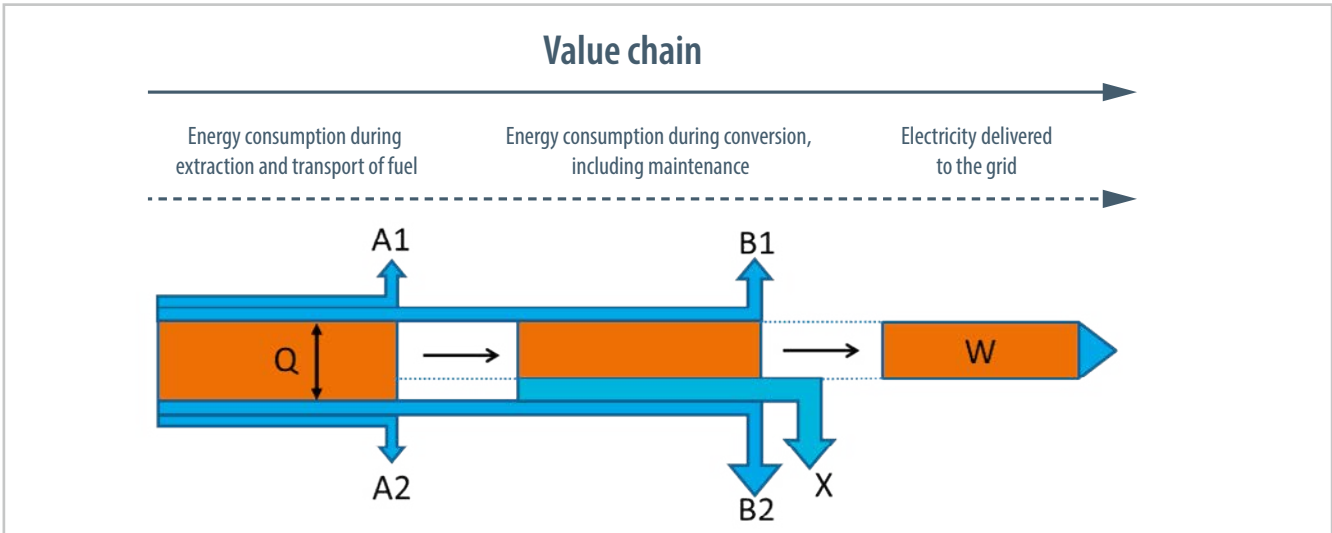 Value chain
Energy consumption during
extraction and transport of fuel
Energy consumption during conversion,
including maintenance
Electricity delivered
to the grid
A1
B1
Q
W
A2
B2
X